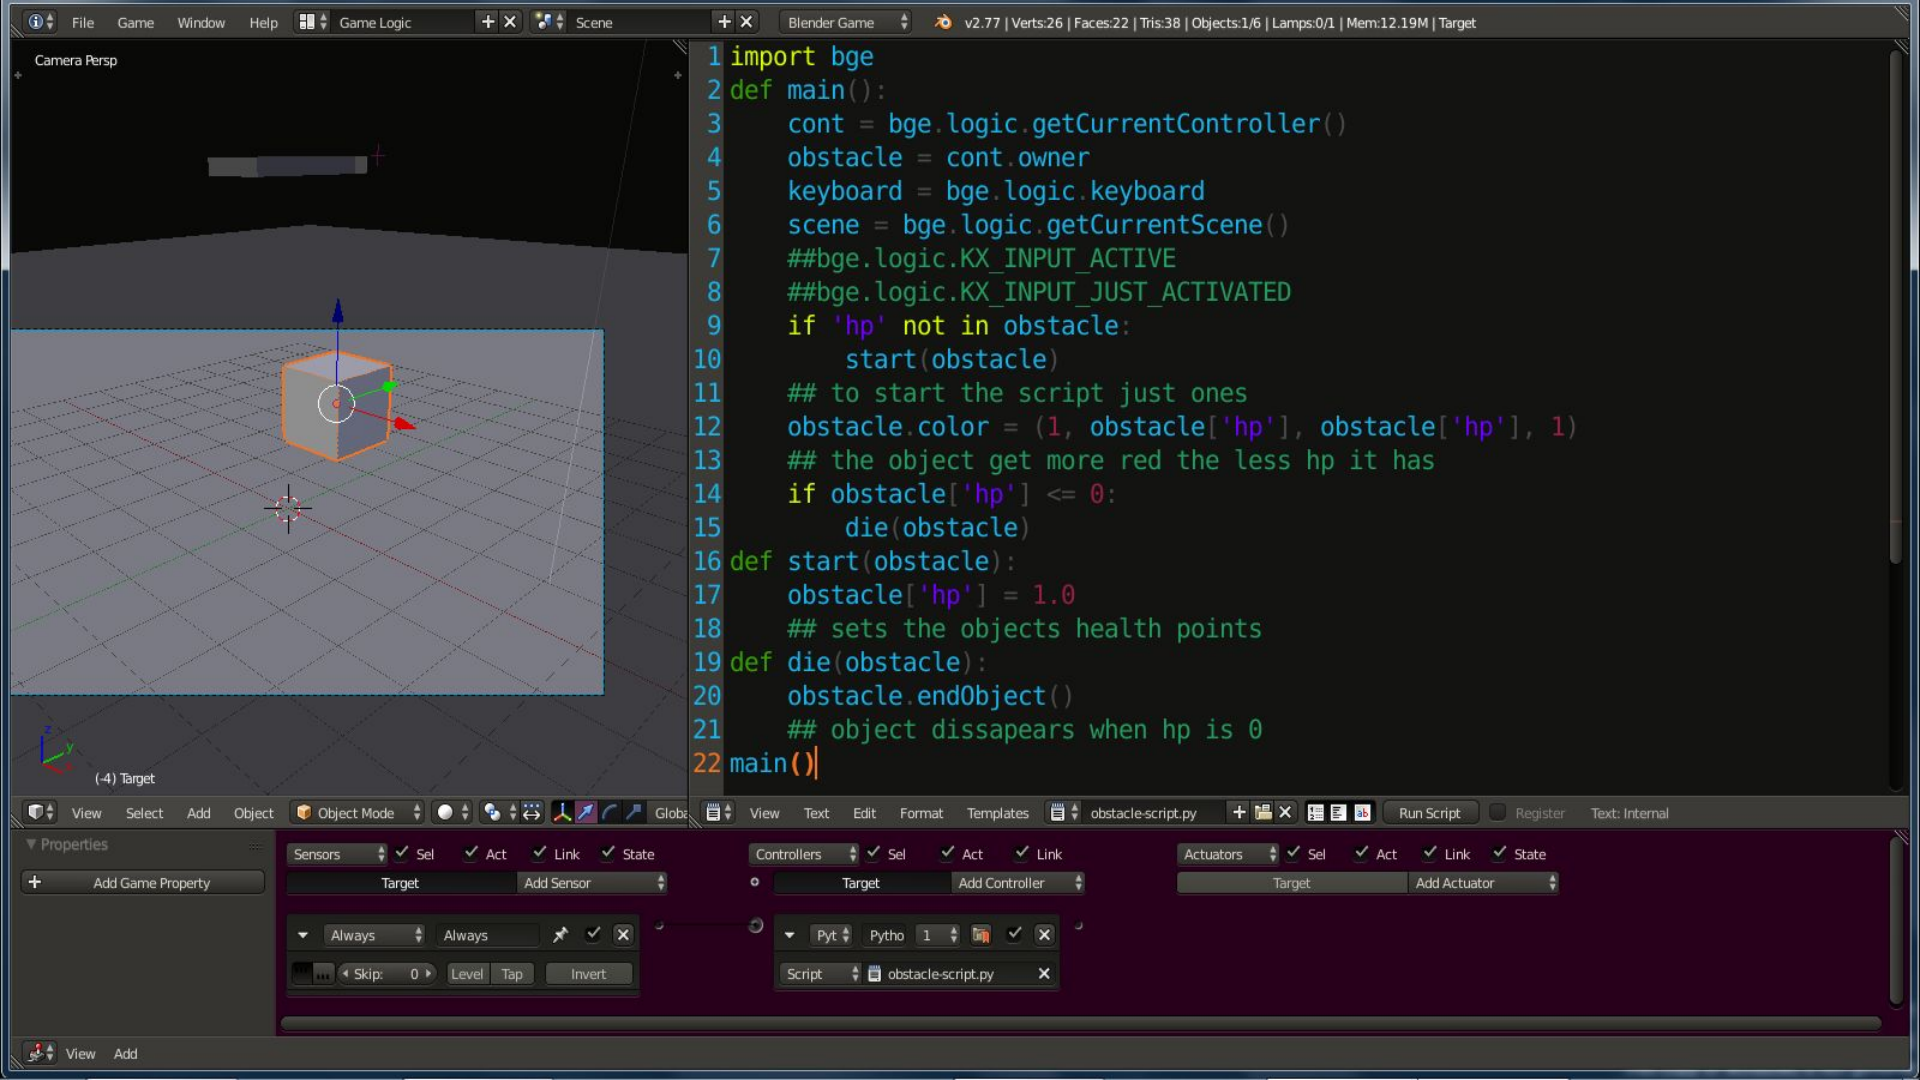 File Game Window Help Game Logic Scene Blender Game v2.77 | Verts:26 | Faces:22 | Tris:38 | Objects:1/6 | Lamps:0/1 | Mem:12.19M | Target
Camera Persp
(-4) Target
1 import bge
2 def main():
3 cont = bge.logic.getCurrentController()
4 obstacle = cont.owner
5 keyboard = bge.logic.keyboard
6 scene = bge.logic.getCurrentScene()
7 ##bge.logic.KX_INPUT_ACTIVE
8 ##bge.logic.KX_INPUT_JUST_ACTIVATED
9 if 'hp' not in obstacle:
10 start(obstacle)
11 ## to start the script just ones
12 obstacle.color = (1, obstacle['hp'], obstacle['hp'], 1)
13 ## the object get more red the less hp it has
14 if obstacle['hp'] <= 0:
15 die(obstacle)
16 def start(obstacle):
17 obstacle['hp'] = 1.0
18 ## sets the objects health points
19 def die(obstacle):
20 obstacle.endObject()
21 ## object dissapears when hp is 0
22 main()
View Select Add Object Object Mode Globa
View Text Edit Format Templates obstacle-script.py Run Script Register Text: Internal
Properties
Add Game Property
Sensors Sel Act Link State
Target Add Sensor
Always Always
Skip: 0 Level Tap Invert
Controllers Sel Act Link
Target Add Controller
Pyt Pytho 1
Script obstacle-script.py
Actuators Sel Act Link State
Target Add Actuator
View Add
z
y